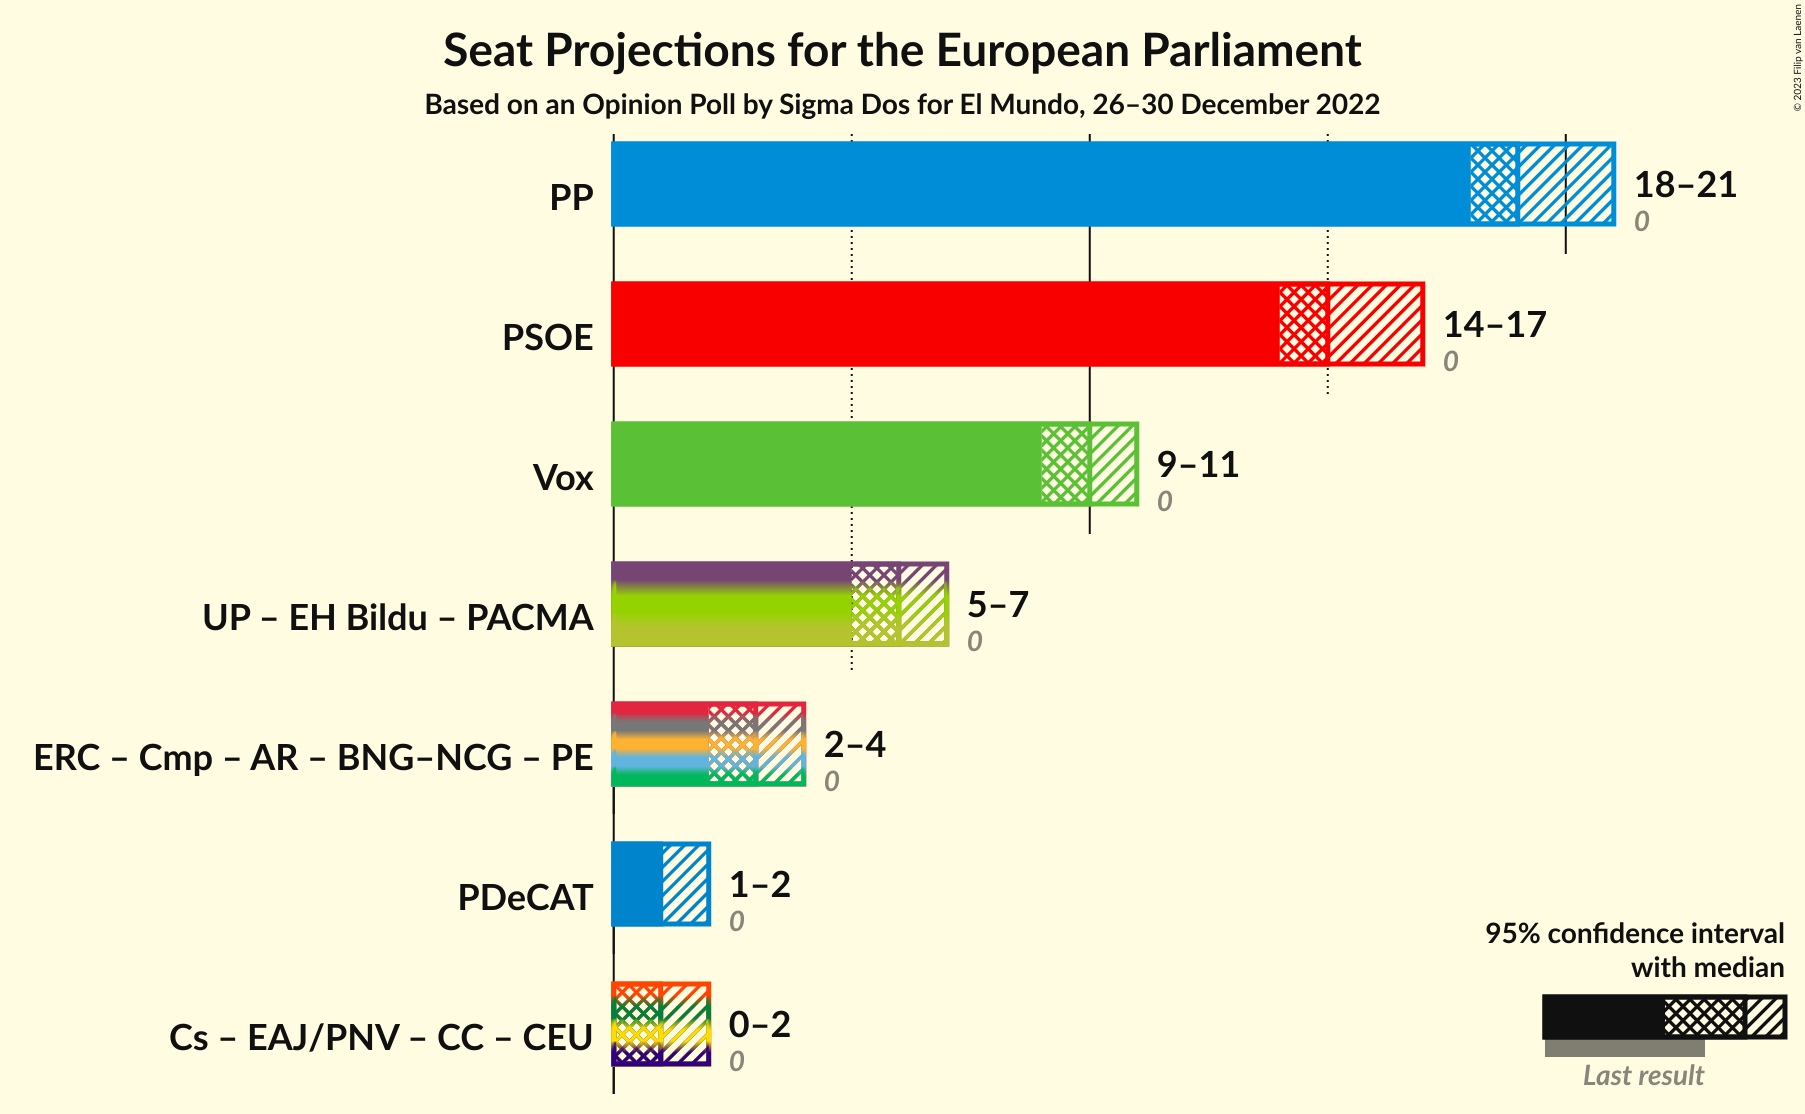 Seat Projections for the European Parliament
Based on an Opinion Poll by Sigma Dos for El Mundo, 26–30 December 2022
© 2023 Filip van Laenen
PP
18–21
0
PSOE
14–17
0
Vox
9–11
0
UP – EH Bildu – PACMA
5–7
0
ERC – Cmp – AR – BNG–NCG – PE
2–4
0
PDeCAT
1–2
0
Cs – EAJ/PNV – CC – CEU
0–2
0
95% confidence interval
with median
Last result